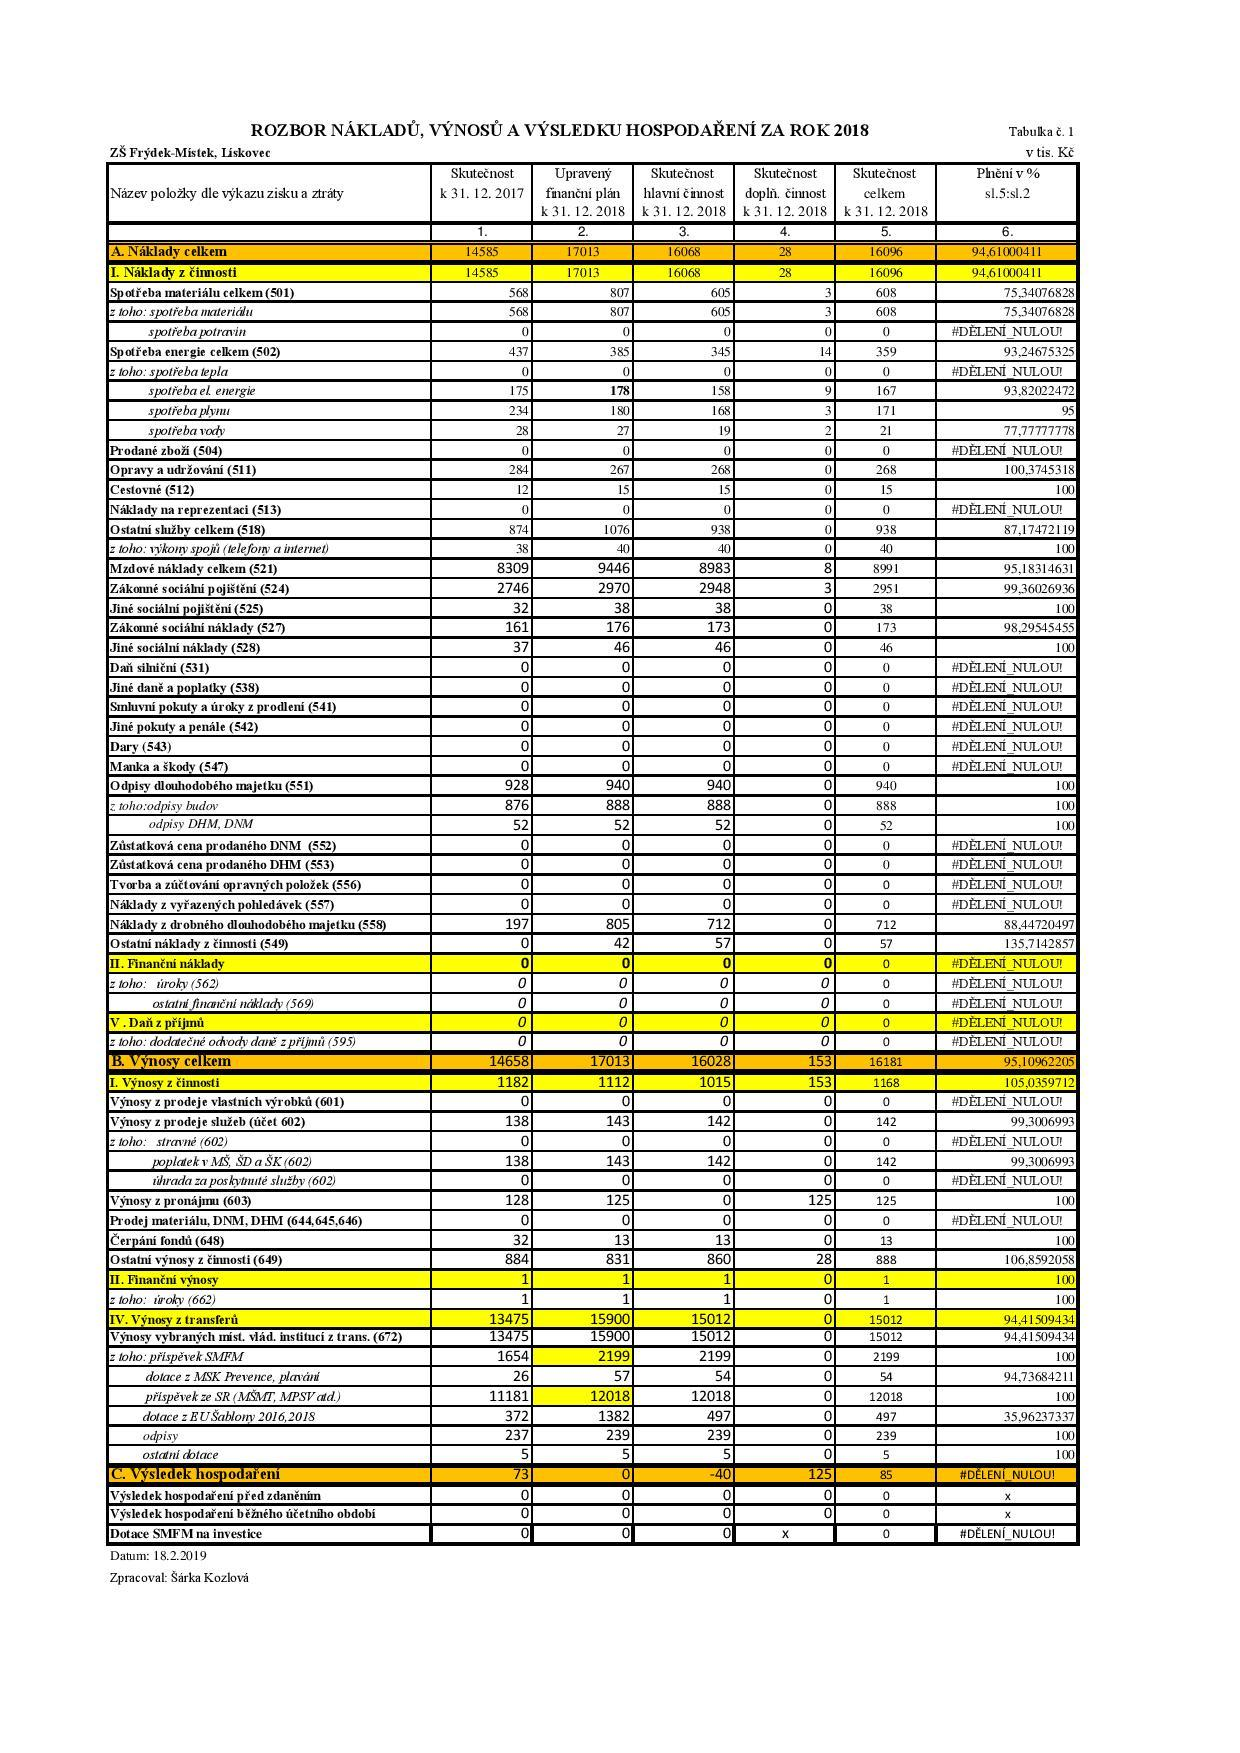 ROZBOR NÁKLADŮ, VÝNOSŮ A VÝSLEDKU HOSPODAŘENÍ ZA ROK 2018 Tabulka č. 1
ZŠ Frýdek-Místek, Lískovec v tis. Kč
Skutečnost Upravený Skutečnost Skutečnost Skutečnost Plnění v %
Název položky dle výkazu zisku a ztráty k 31. 12. 2017 finanční plán hlavní činnost doplň. činnost celkem sl.5:sl.2
k 31. 12. 2018 k 31. 12. 2018 k 31. 12. 2018 k 31. 12. 2018
1. 2. 3. 4. 5. 6.
A. Náklady celkem 14585 17013 16068 28 16096 94,61000411
I. Náklady z činnosti 14585 17013 16068 28 16096 94,61000411
Spotřeba materiálu celkem (501) 568 807 605 3 608 75,34076828
z toho: spotřeba materiálu 568 807 605 3 608 75,34076828
spotřeba potravin 0 0 0 0 0 #DĚLENÍ_NULOU!
Spotřeba energie celkem (502) 437 385 345 14 359 93,24675325
z toho: spotřeba tepla 0 0 0 0 0 #DĚLENÍ_NULOU!
spotřeba el. energie 175 178 158 9 167 93,82022472
spotřeba plynu 234 180 168 3 171 95
spotřeba vody 28 27 19 2 21 77,77777778
Prodané zboží (504) 0 0 0 0 0 #DĚLENÍ_NULOU!
Opravy a udržování (511) 284 267 268 0 268 100,3745318
Cestovné (512) 12 15 15 0 15 100
Náklady na reprezentaci (513) 0 0 0 0 0 #DĚLENÍ_NULOU!
Ostatní služby celkem (518) 874 1076 938 0 938 87,17472119
z toho: výkony spojů (telefony a internet) 38 40 40 0 40 100
Mzdové náklady celkem (521) 8309 9446 8983 8 8991 95,18314631
Zákonné sociální pojištění (524) 2746 2970 2948 3 2951 99,36026936
Jiné sociální pojištění (525) 32 38 38 0 38 100
Zákonné sociální náklady (527) 161 176 173 0 173 98,29545455
Jiné sociální náklady (528) 37 46 46 0 46 100
Daň silniční (531) 0 0 0 0 0 #DĚLENÍ_NULOU!
Jiné daně a poplatky (538) 0 0 0 0 0 #DĚLENÍ_NULOU!
Smluvní pokuty a úroky z prodlení (541) 0 0 0 0 0 #DĚLENÍ_NULOU!
Jiné pokuty a penále (542) 0 0 0 0 0 #DĚLENÍ_NULOU!
Dary (543) 0 0 0 0 0 #DĚLENÍ_NULOU!
Manka a škody (547) 0 0 0 0 0 #DĚLENÍ_NULOU!
Odpisy dlouhodobého majetku (551) 928 940 940 0 940 100
z toho:odpisy budov 876 888 888 0 888 100
odpisy DHM, DNM 52 52 52 0 52 100
Zůstatková cena prodaného DNM (552) 0 0 0 0 0 #DĚLENÍ_NULOU!
Zůstatková cena prodaného DHM (553) 0 0 0 0 0 #DĚLENÍ_NULOU!
Tvorba a zúčtování opravných položek (556) 0 0 0 0 0 #DĚLENÍ_NULOU!
Náklady z vyřazených pohledávek (557) 0 0 0 0 0 #DĚLENÍ_NULOU!
Náklady z drobného dlouhodobého majetku (558) 197 805 712 0 712 88,44720497
Ostatní náklady z činnosti (549) 0 42 57 0 57 135,7142857
II. Finanční náklady 0 0 0 0 0 #DĚLENÍ_NULOU!
z toho: úroky (562) 0 0 0 0 0 #DĚLENÍ_NULOU!
ostatní finanční náklady (569) 0 0 0 0 0 #DĚLENÍ_NULOU!
V . Daň z příjmů 0 0 0 0 0 #DĚLENÍ_NULOU!
z toho: dodatečné odvody daně z příjmů (595) 0 0 0 0 0 #DĚLENÍ_NULOU!
B. Výnosy celkem 14658 17013 16028 153 16181 95,10962205
I. Výnosy z činnosti 1182 1112 1015 153 1168 105,0359712
Výnosy z prodeje vlastních výrobků (601) 0 0 0 0 0 #DĚLENÍ_NULOU!
Výnosy z prodeje služeb (účet 602) 138 143 142 0 142 99,3006993
z toho: stravné (602) 0 0 0 0 0 #DĚLENÍ_NULOU!
poplatek v MŠ, ŠD a ŠK (602) 138 143 142 0 142 99,3006993
úhrada za poskytnuté služby (602) 0 0 0 0 0 #DĚLENÍ_NULOU!
Výnosy z pronájmu (603) 128 125 0 125 125 100
Prodej materiálu, DNM, DHM (644,645,646) 0 0 0 0 0 #DĚLENÍ_NULOU!
Čerpání fondů (648) 32 13 13 0 13 100
Ostatní výnosy z činnosti (649) 884 831 860 28 888 106,8592058
II. Finanční výnosy 1 1 1 0 1 100
z toho: úroky (662) 1 1 1 0 1 100
IV. Výnosy z transferů 13475 15900 15012 0 15012 94,41509434
Výnosy vybraných míst. vlád. institucí z trans. (672) 13475 15900 15012 0 15012 94,41509434
z toho: příspěvek SMFM 1654 2199 2199 0 2199 100
dotace z MSK Prevence, plavání 26 57 54 0 54 94,73684211
příspěvek ze SR (MŠMT, MPSV atd.) 11181 12018 12018 0 12018 100
dotace z EU Šablony 2016,2018 372 1382 497 0 497 35,96237337
odpisy 237 239 239 0 239 100
ostatní dotace 5 5 5 0 5 100
C. Výsledek hospodaření 73 0 -40 125 85 #DĚLENÍ_NULOU!
Výsledek hospodaření před zdaněním 0 0 0 0 0 x
Výsledek hospodaření běžného účetního období 0 0 0 0 0 x
Dotace SMFM na investice 0 0 0 x 0 #DĚLENÍ_NULOU!
Datum: 18.2.2019
Zpracoval: Šárka Kozlová